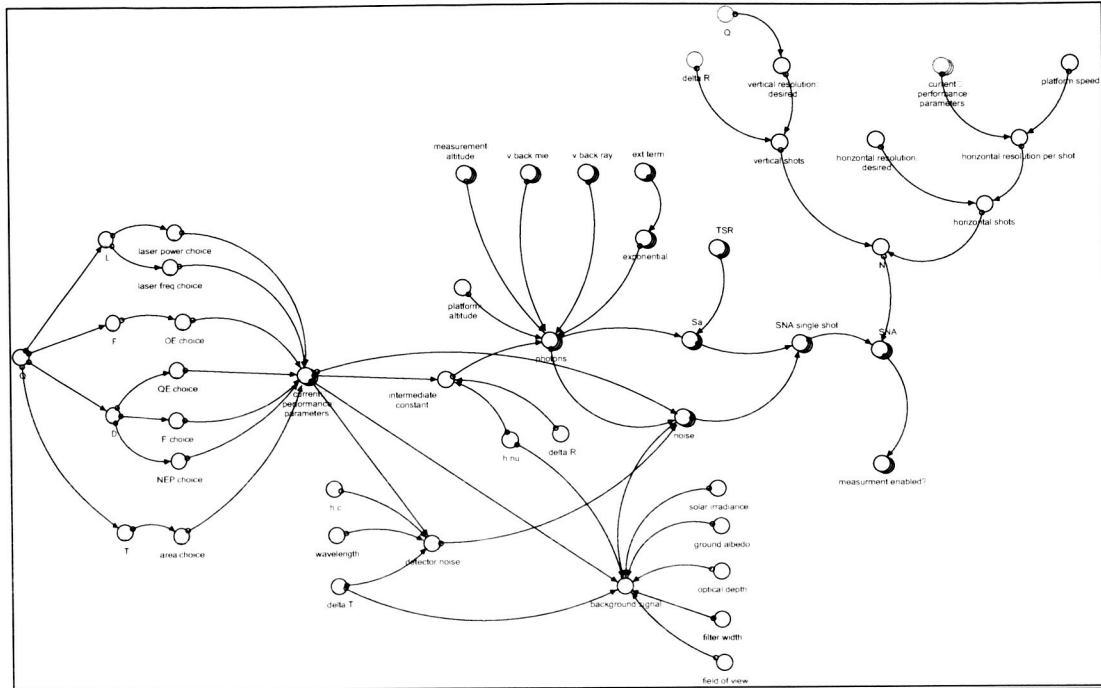 Q
delta R
vertical resolution
desired
current
performance
parameters
platform speed
vertical shots
horizontal resolution
desired
horizontal resolution per shot
horizontal shots
measurement
altitude
v back mie
v back ray
ext term
exponential
TSR
N
L
laser power choice
laser freq choice
platform
altitude
photons
Sa
SNA single shot
SNA
F
OE choice
Q
QE choice
current
performance
parameters
intermediate
constant
D
F choice
noise
h nu
delta R
NEP choice
measurment enabled?
h c
solar irradiance
T
area choice
wavelength
detector noise
ground albedo
delta T
background signal
optical depth
filter width
field of view